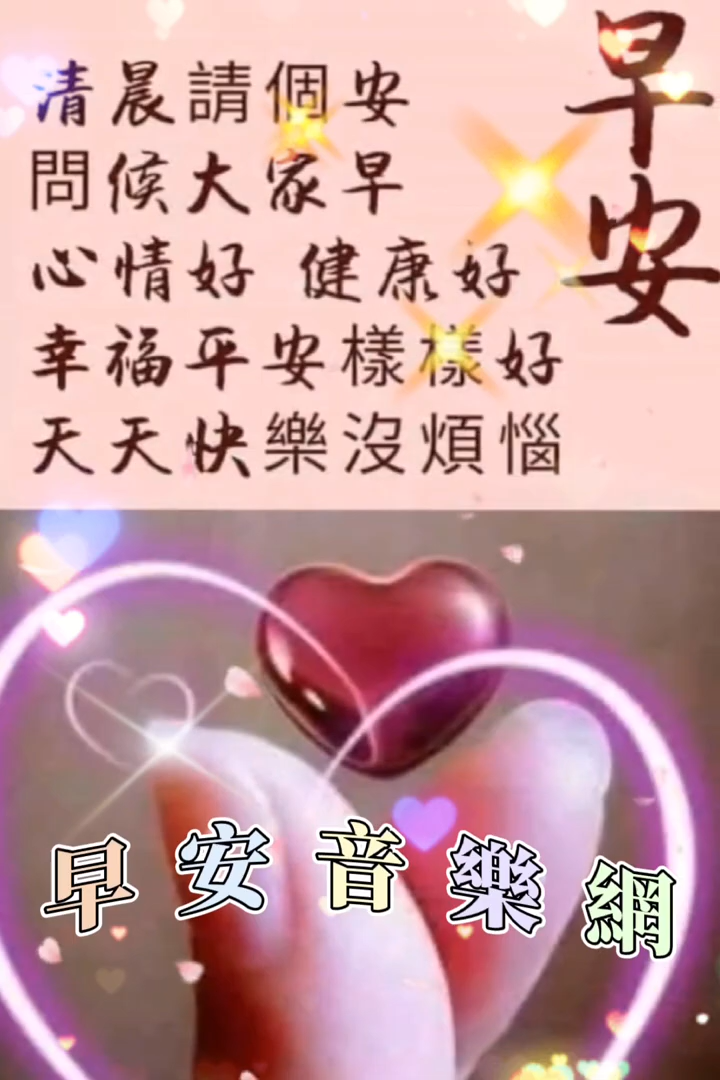 早安
清晨請個安
問候大家早
心情好 健康好
幸福平安樣樣好
天天快樂沒煩惱
早安音樂網